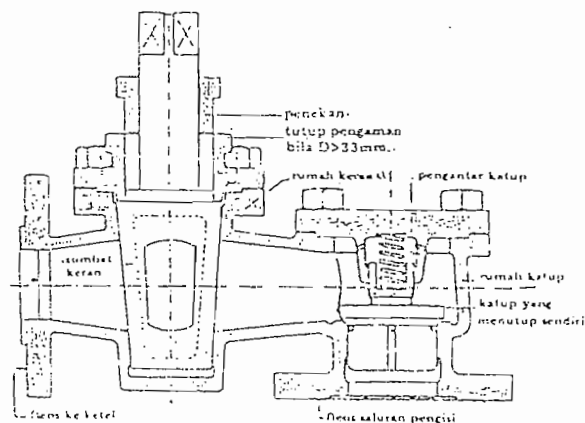 penekan
tutup pengaman
bila D>33mm.
rumah keran
pengantar katup
sumbat
keran
rumah katup
katup yang
menutup sendiri
flens ke ketel
flens saluran pengisi